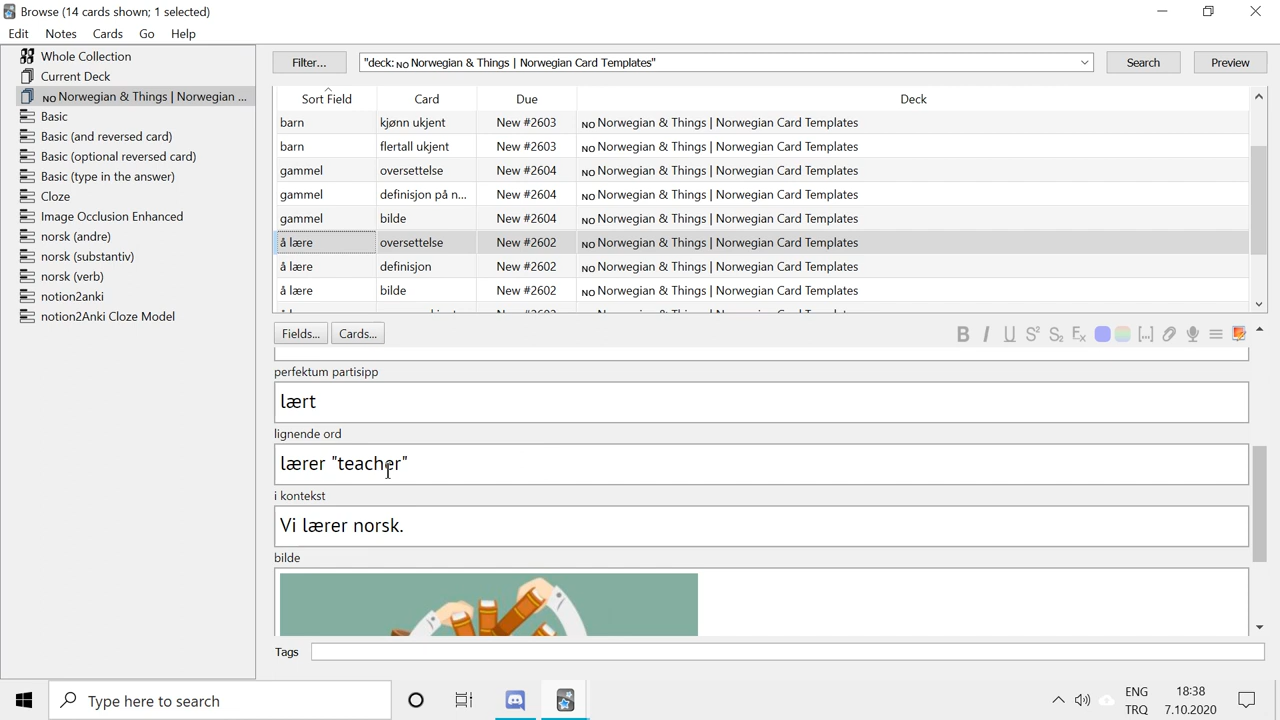 Browse (14 cards shown; 1 selected)
Edit Notes Cards Go Help
Whole Collection
Current Deck
NO Norwegian & Things | Norwegian ...
Basic
Basic (and reversed card)
Basic (optional reversed card)
Basic (type in the answer)
Cloze
Image Occlusion Enhanced
norsk (andre)
norsk (substantiv)
norsk (verb)
notion2anki
notion2Anki Cloze Model
Filter... "deck:NO Norwegian & Things | Norwegian Card Templates" Search Preview
Sort Field Card Due Deck
barn kjønn ukjent New #2603 NO Norwegian & Things | Norwegian Card Templates
barn flertall ukjent New #2603 NO Norwegian & Things | Norwegian Card Templates
gammel oversettelse New #2604 NO Norwegian & Things | Norwegian Card Templates
gammel definisjon på n... New #2604 NO Norwegian & Things | Norwegian Card Templates
gammel bilde New #2604 NO Norwegian & Things | Norwegian Card Templates
å lære oversettelse New #2602 NO Norwegian & Things | Norwegian Card Templates
å lære definisjon New #2602 NO Norwegian & Things | Norwegian Card Templates
å lære bilde New #2602 NO Norwegian & Things | Norwegian Card Templates
Fields... Cards... B I U S² S₂ Ex [...]
perfektum partisipp
lært
lignende ord
lærer "teacher"
i kontekst
Vi lærer norsk.
bilde
Tags
Type here to search
ENG 18:38
TRQ 7.10.2020